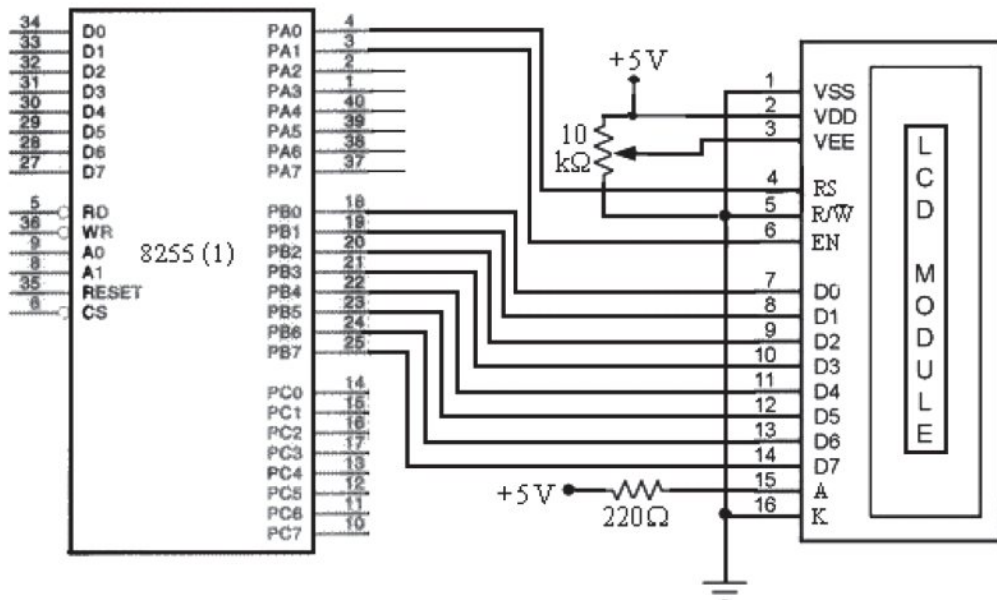 34 D0
33 D1
32 D2
31 D3
30 D4
29 D5
28 D6
27 D7
5 RD
36 WR
9 A0
8 A1
35 RESET
6 CS
8255 (1)
PA0 4
PA1 3
PA2 2
PA3 1
PA4 40
PA5 39
PA6 38
PA7 37
PB0 18
PB1 19
PB2 20
PB3 21
PB4 22
PB5 23
PB6 24
PB7 25
PC0 14
PC1 15
PC2 16
PC3 17
PC4 13
PC5 12
PC6 11
PC7 10
+5 V
10
kΩ
+5 V
220Ω
1 VSS
2 VDD
3 VEE
4 RS
5 R/W̅
6 EN
7 D0
8 D1
9 D2
10 D3
11 D4
12 D5
13 D6
14 D7
15 A
16 K
LCD MODULE